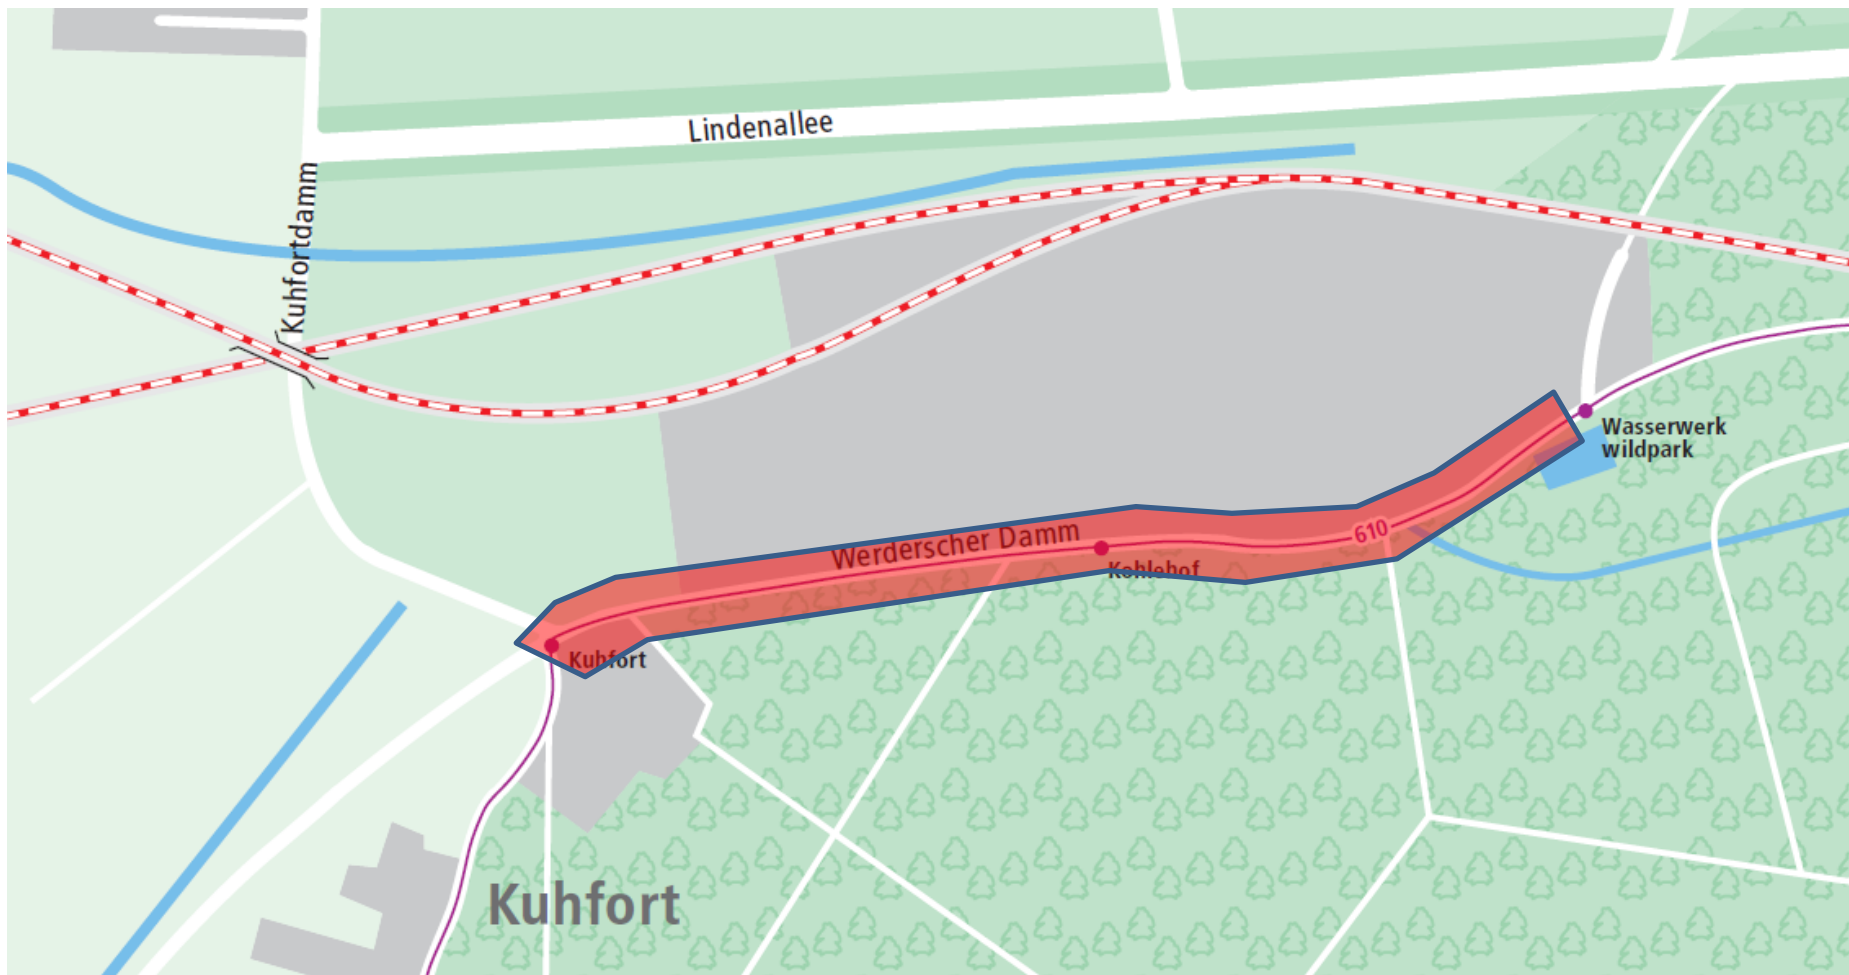 Lindenallee
Kuhfortdamm
Wasserwerk
wildpark
610
Werderscher Damm
Kohlehof
Kuhfort
Kuhfort